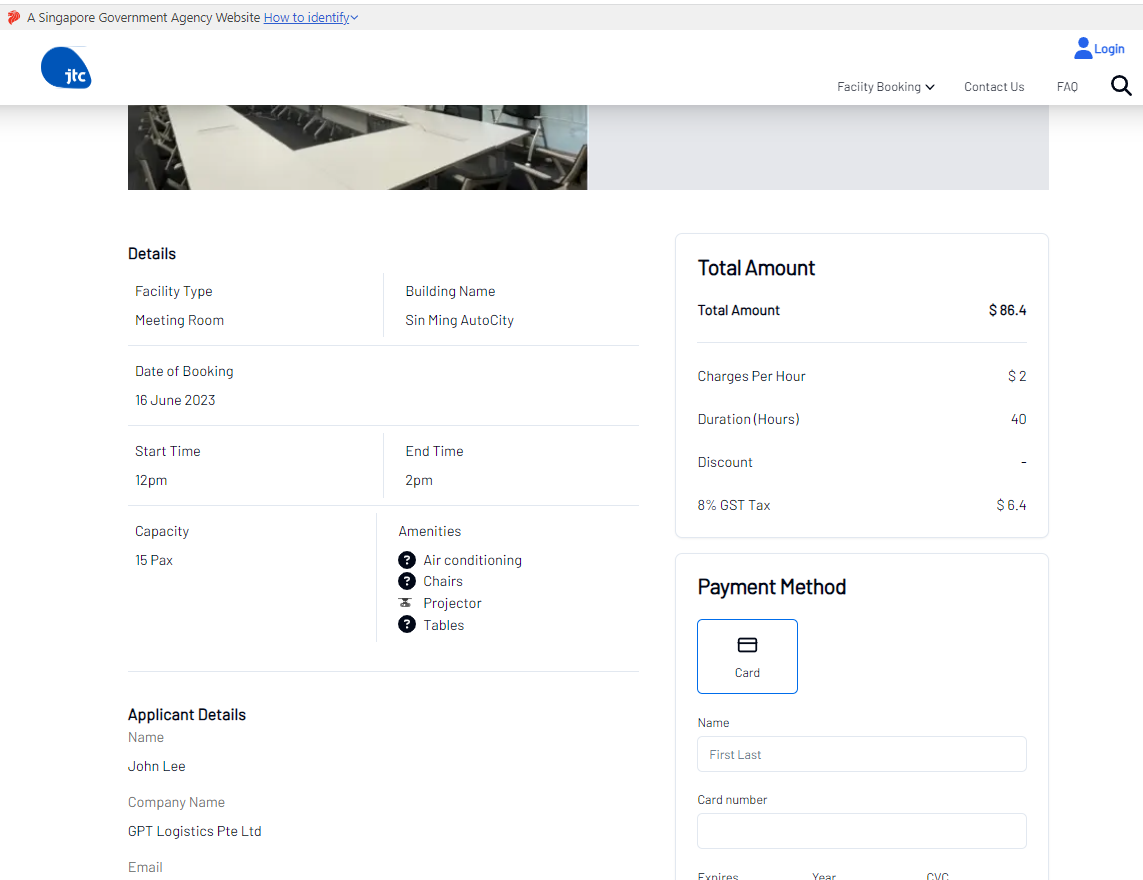 A Singapore Government Agency Website How to identify
jtc
Login
Faciity Booking
Contact Us
FAQ
Details
Facility Type
Meeting Room
Building Name
Sin Ming AutoCity
Date of Booking
16 June 2023
Start Time
12pm
End Time
2pm
Capacity
15 Pax
Amenities
? Air conditioning
? Chairs
Projector
? Tables
Applicant Details
Name
John Lee
Company Name
GPT Logistics Pte Ltd
Email
Total Amount
Total Amount $ 86.4
Charges Per Hour $ 2
Duration (Hours) 40
Discount -
8% GST Tax $ 6.4
Payment Method
Card
Name
First Last
Card number
Expires Year CVC